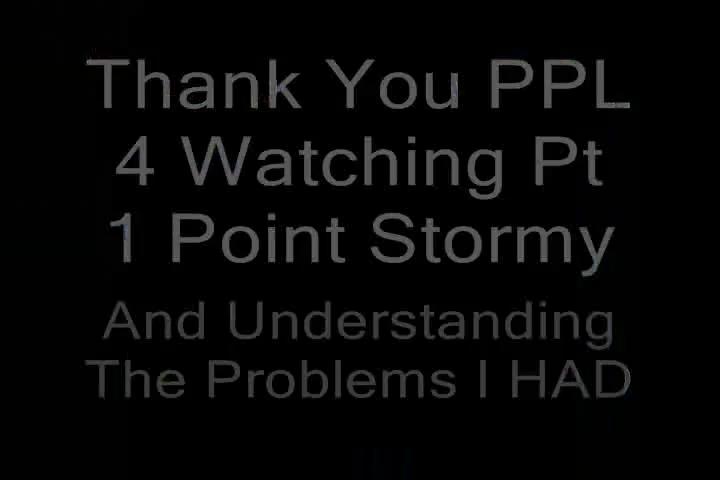 Thank You PPL
4 Watching Pt
1 Point Stormy
And Understanding
The Problems I HAD